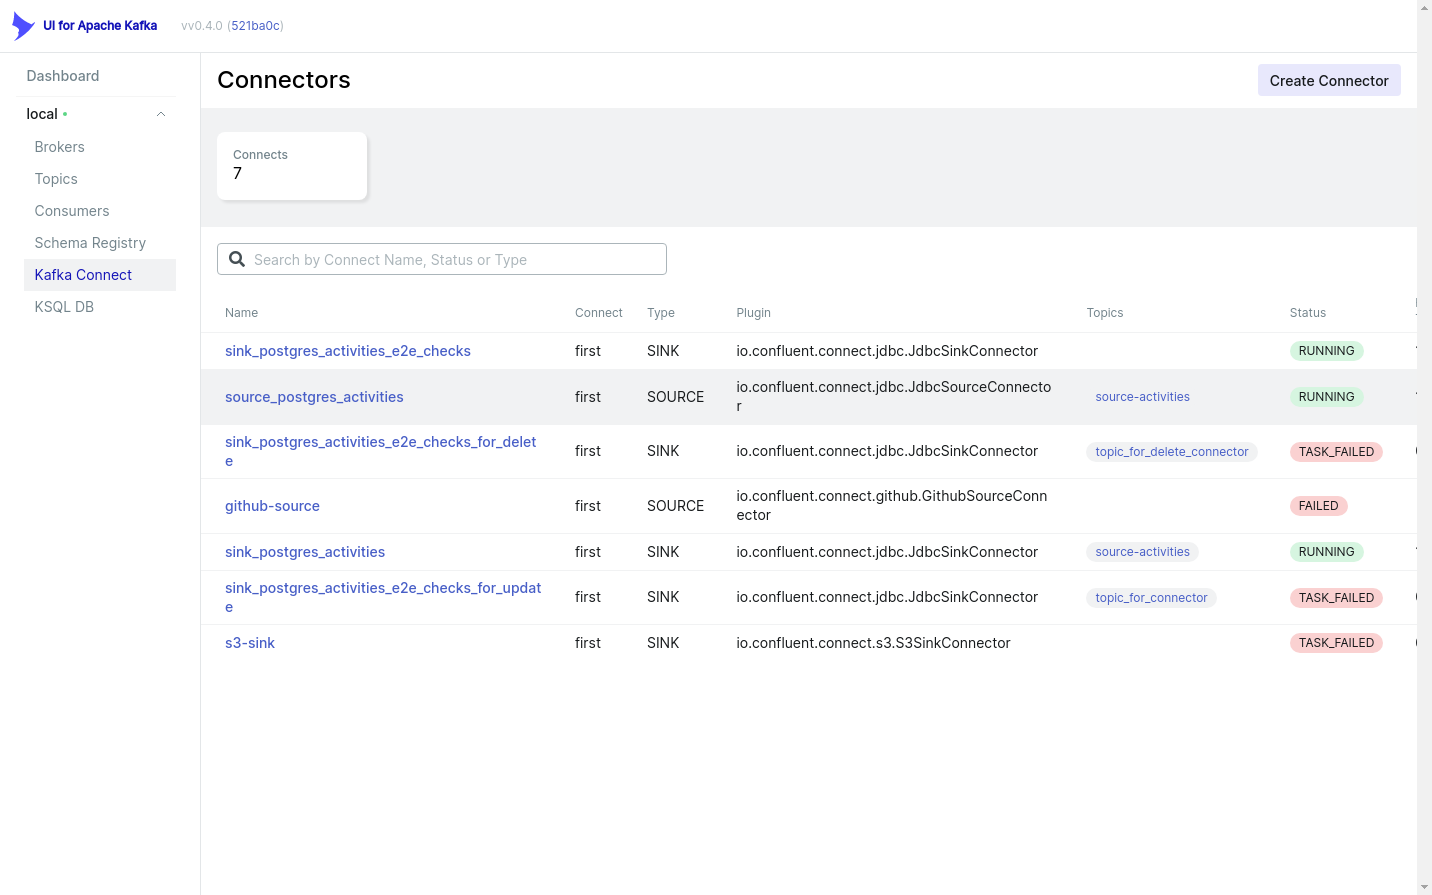 UI for Apache Kafka vv0.4.0 (521ba0c)
Dashboard
local
Brokers
Topics
Consumers
Schema Registry
Kafka Connect
KSQL DB
Connectors
Create Connector
Connects
7
Search by Connect Name, Status or Type
Name Connect Type Plugin Topics Status
sink_postgres_activities_e2e_checks first SINK io.confluent.connect.jdbc.JdbcSinkConnector RUNNING
source_postgres_activities first SOURCE io.confluent.connect.jdbc.JdbcSourceConnecto
r source-activities RUNNING
sink_postgres_activities_e2e_checks_for_delet
e first SINK io.confluent.connect.jdbc.JdbcSinkConnector topic_for_delete_connector TASK_FAILED
github-source first SOURCE io.confluent.connect.github.GithubSourceConn
ector FAILED
sink_postgres_activities first SINK io.confluent.connect.jdbc.JdbcSinkConnector source-activities RUNNING
sink_postgres_activities_e2e_checks_for_updat
e first SINK io.confluent.connect.jdbc.JdbcSinkConnector topic_for_connector TASK_FAILED
s3-sink first SINK io.confluent.connect.s3.S3SinkConnector TASK_FAILED